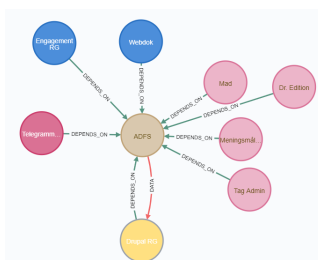 Engagement
RG
Webdok
DEPENDS_ON
DEPENDS_ON
Mad
Dr. Edition
DEPENDS_ON
DEPENDS_ON
Telegramm...
DEPENDS_ON
ADFS
DEPENDS_ON
Meningsmål...
DEPENDS_ON
Tag Admin
DEPENDS_ON
DATA
Drupal RG